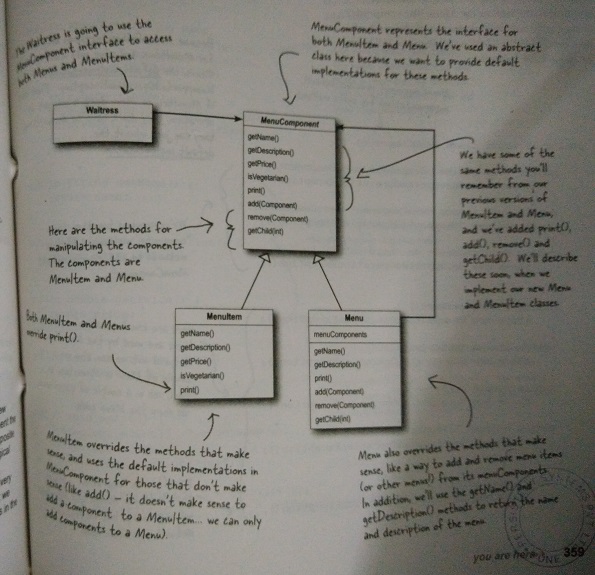 The Waitress is going to use the
MenuComponent interface to access
both Menus and MenuItems.
MenuComponent represents the interface for
both MenuItem and Menu. We've used an abstract
class here because we want to provide default
implementations for these methods.
Waitress
MenuComponent
getName()
getDescription()
getPrice()
isVegetarian()
print()
add(Component)
remove(Component)
getChild(int)
We have some of the
same methods you'll
remember from our
previous versions of
MenuItem and Menu,
and we've added print(),
add(), remove() and
getChild(). We'll describe
these soon, when we
implement our new Menu
and MenuItem classes.
Here are the methods for
manipulating the components.
The components are
MenuItem and Menu.
MenuItem
getName()
getDescription()
getPrice()
isVegetarian()
print()
Menu
menuComponents
getName()
getDescription()
print()
add(Component)
remove(Component)
getChild(int)
Both MenuItem and Menus
override print().
MenuItem overrides the methods that make
sense, and uses the default implementations in
MenuComponent for those that don't make
sense (like add() – it doesn't make sense to
add a component to a MenuItem... we can only
add components to a Menu).
Menu also overrides the methods that make
sense, like a way to add and remove menu items
(or other menus!) from its menuComponents.
In addition, we'll use the getName() and
getDescription() methods to return the name
and description of the menu.
you are here
359